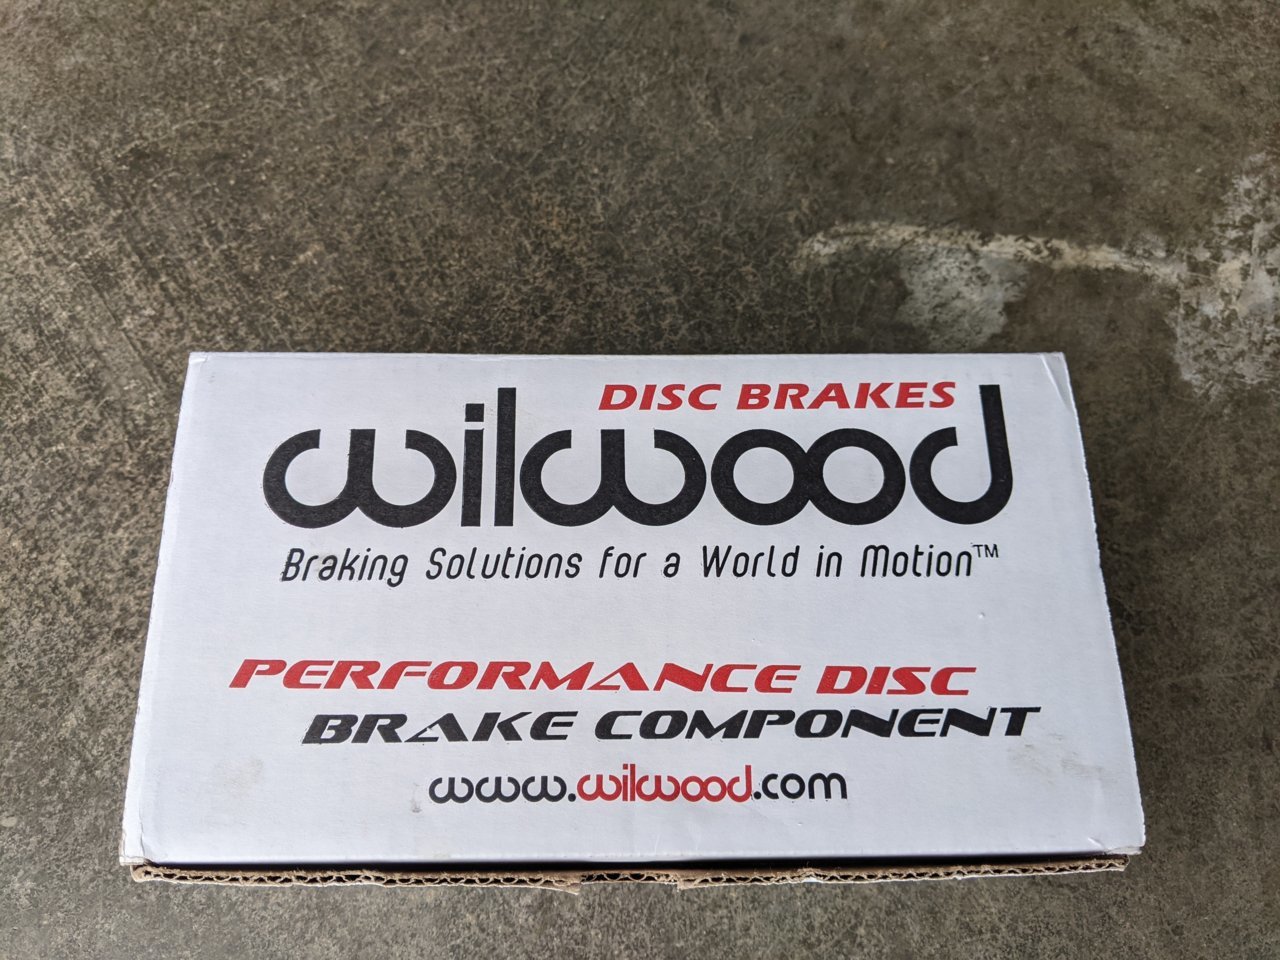 DISC BRAKES
wilwood
Braking Solutions for a World in Motion™
PERFORMANCE DISC
BRAKE COMPONENT
www.wilwood.com